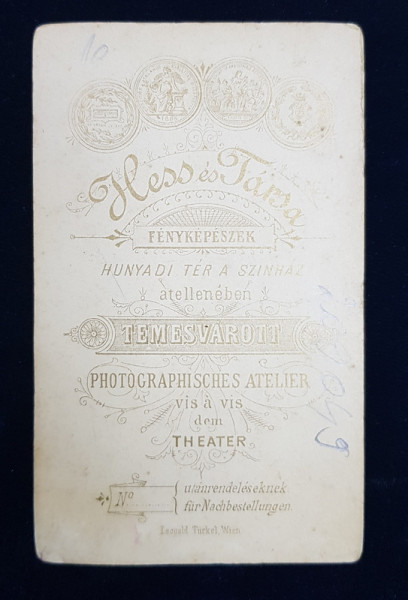 10
Hess és Társa
FÉNYKÉPÉSZEK
HUNYADI TÉR A SZINHÁZ
átellenében
TEMESVÁROTT
PHOTOGRAPHISCHES ATELIER
vis à vis
dem
THEATER
No
utánrendeléseknek
für Nachbestellungen
Leopold Türkel, Wien